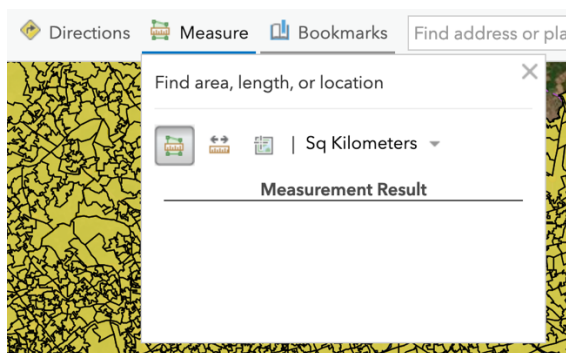 Directions Measure Bookmarks Find address or pla
Find area, length, or location
| Sq Kilometers
Measurement Result